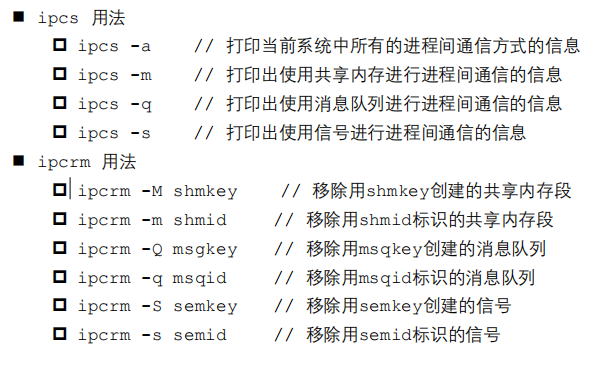 ipcs 用法
ipcs -a // 打印当前系统中所有的进程间通信方式的信息
ipcs -m // 打印出使用共享内存进行进程间通信的信息
ipcs -q // 打印出使用消息队列进行进程间通信的信息
ipcs -s // 打印出使用信号进行进程间通信的信息
ipcrm 用法
ipcrm -M shmkey // 移除用shmkey创建的共享内存段
ipcrm -m shmid // 移除用shmid标识的共享内存段
ipcrm -Q msgkey // 移除用msqkey创建的消息队列
ipcrm -q msqid // 移除用msqid标识的消息队列
ipcrm -S semkey // 移除用semkey创建的信号
ipcrm -s semid // 移除用semid标识的信号